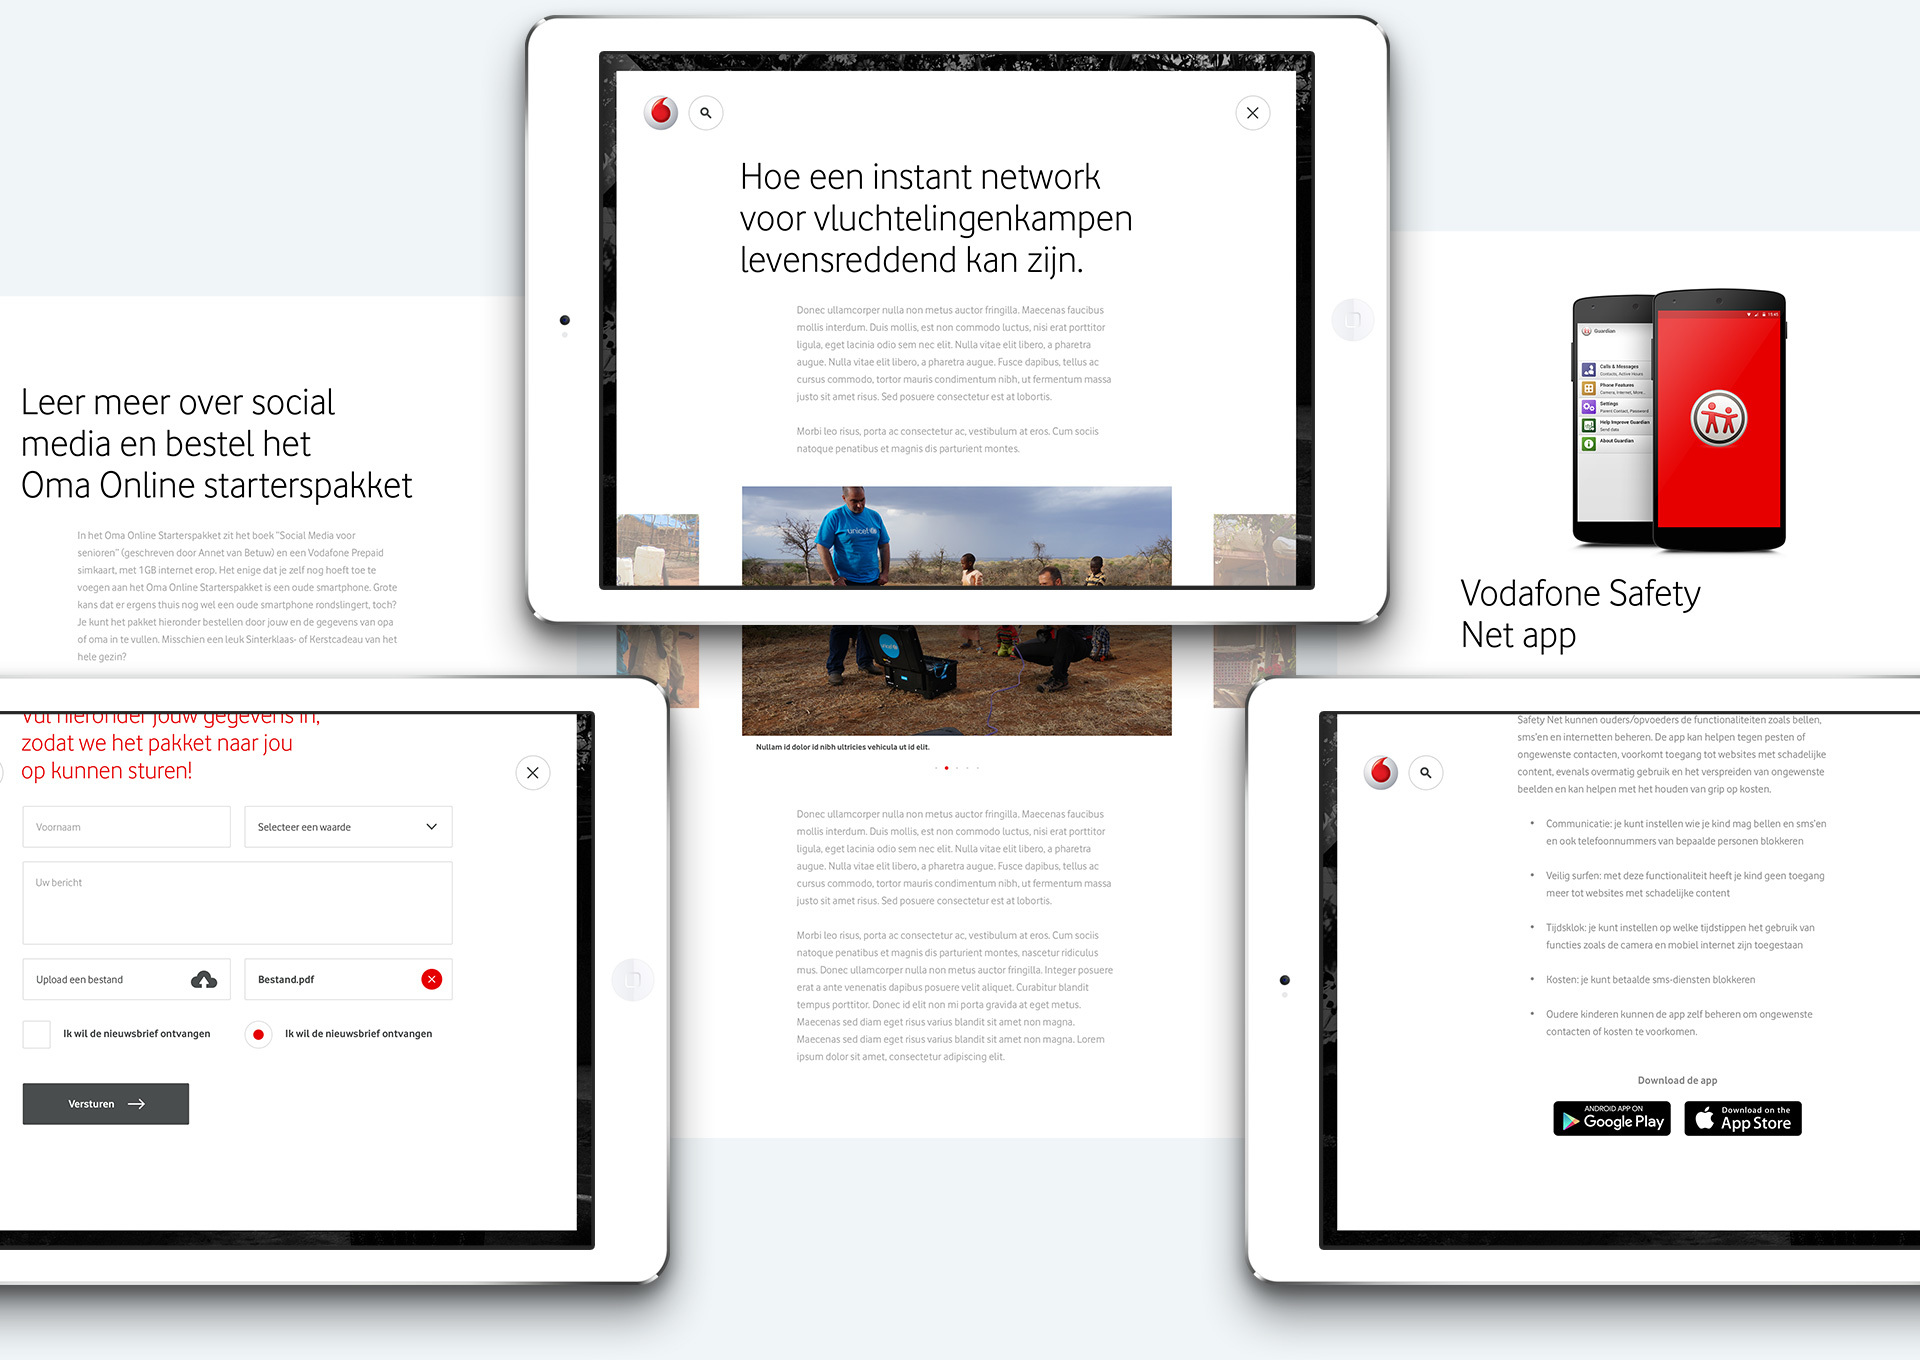 Hoe een instant network
voor vluchtelingenkampen
levensreddend kan zijn.
Donec ullamcorper nulla non metus auctor fringilla. Maecenas faucibus
mollis interdum. Duis mollis, est non commodo luctus, nisi erat porttitor
ligula, eget lacinia odio sem nec elit. Nulla vitae elit libero, a pharetra
augue. Nulla vitae elit libero, a pharetra augue. Fusce dapibus, tellus ac
cursus commodo, tortor mauris condimentum nibh, ut fermentum massa
justo sit amet risus. Sed posuere consectetur est at lobortis.
Morbi leo risus, porta ac consectetur ac, vestibulum at eros. Cum sociis
natoque penatibus et magnis dis parturient montes.
unicef
unicef
Nullam id dolor id nibh ultricies vehicula ut id elit.
Donec ullamcorper nulla non metus auctor fringilla. Maecenas faucibus
mollis interdum. Duis mollis, est non commodo luctus, nisi erat porttitor
ligula, eget lacinia odio sem nec elit. Nulla vitae elit libero, a pharetra
augue. Nulla vitae elit libero, a pharetra augue. Fusce dapibus, tellus ac
cursus commodo, tortor mauris condimentum nibh, ut fermentum massa
justo sit amet risus. Sed posuere consectetur est at lobortis.
Morbi leo risus, porta ac consectetur ac, vestibulum at eros. Cum sociis
natoque penatibus et magnis dis parturient montes, nascetur ridiculus
mus. Donec ullamcorper nulla non metus auctor fringilla. Integer posuere
erat a ante venenatis dapibus posuere velit aliquet. Curabitur blandit
tempus porttitor. Donec id elit non mi porta gravida at eget metus.
Maecenas sed diam eget risus varius blandit sit amet non magna.
Maecenas sed diam eget risus varius blandit sit amet non magna. Lorem
ipsum dolor sit amet, consectetur adipiscing elit.
Leer meer over social
media en bestel het
Oma Online starterspakket
In het Oma Online Starterspakket zit het boek "Social Media voor
senioren" (geschreven door Annet van Betuw) en een Vodafone Prepaid
simkaart, met 1GB internet erop. Het enige dat je zelf nog hoeft toe te
voegen aan het Oma Online Starterspakket is een oude smartphone. Grote
kans dat er ergens thuis nog wel een oude smartphone rondslingert, toch?
Je kunt het pakket hieronder bestellen door jouw en de gegevens van opa
of oma in te vullen. Misschien een leuk Sinterklaas- of Kerstcadeau van het
hele gezin?
Vul hieronder jouw gegevens in,
zodat we het pakket naar jou
op kunnen sturen!
Voornaam
Selecteer een waarde
Uw bericht
Upload een bestand
Bestand.pdf
Ik wil de nieuwsbrief ontvangen
Ik wil de nieuwsbrief ontvangen
Versturen
Guardian
Calls & Messages
Contacts, Active Hours
Phone Features
Camera, Internet, More...
Settings
Parent Contact, Password
Help Improve Guardian
Send data
About Guardian
Vodafone Safety
Net app
Safety Net kunnen ouders/opvoeders de functionaliteiten zoals bellen,
sms'en en internetten beheren. De app kan helpen tegen pesten of
ongewenste contacten, voorkomt toegang tot websites met schadelijke
content, evenals overmatig gebruik en het verspreiden van ongewenste
beelden en kan helpen met het houden van grip op kosten.
• Communicatie: je kunt instellen wie je kind mag bellen en sms'en
en ook telefoonnummers van bepaalde personen blokkeren
• Veilig surfen: met deze functionaliteit heeft je kind geen toegang
meer tot websites met schadelijke content
• Tijdsklok: je kunt instellen op welke tijdstippen het gebruik van
functies zoals de camera en mobiel internet zijn toegestaan
• Kosten: je kunt betaalde sms-diensten blokkeren
• Oudere kinderen kunnen de app zelf beheren om ongewenste
contacten of kosten te voorkomen.
Download de app
ANDROID APP ON
Google Play
Download on the
App Store